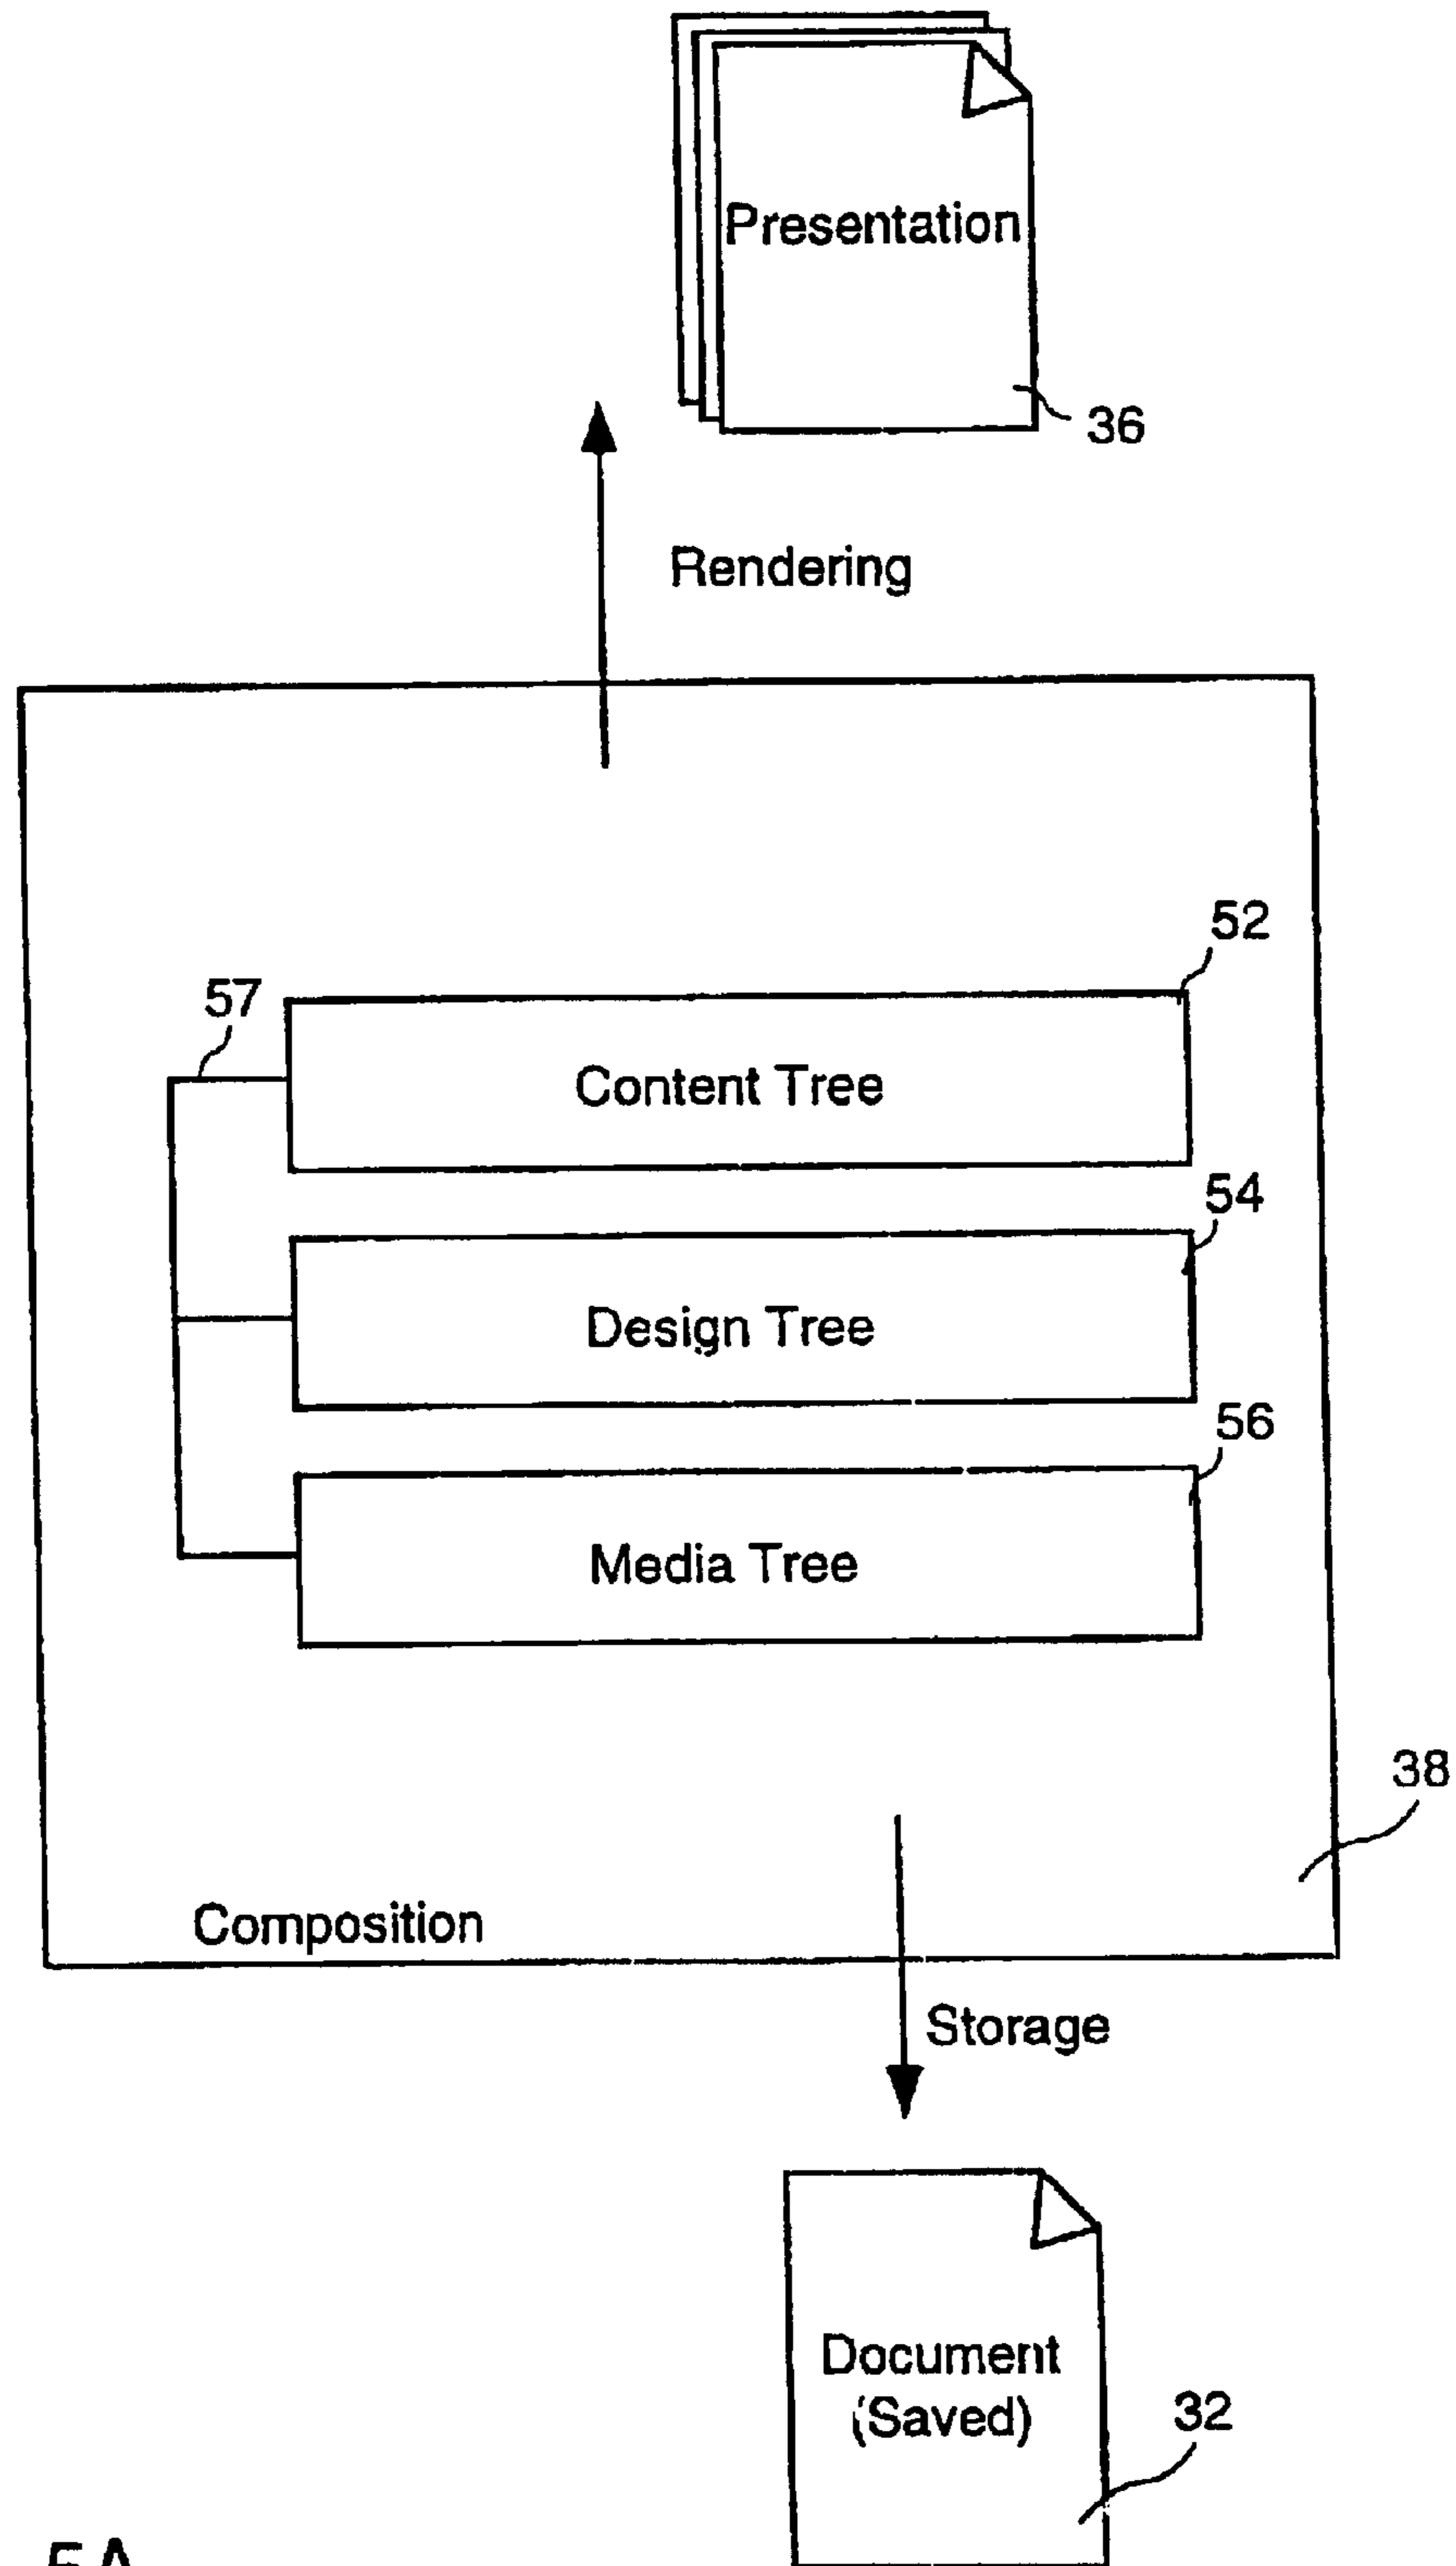 Presentation
36
Rendering
52
57
Content Tree
54
Design Tree
56
Media Tree
38
Composition
Storage
Document
(Saved)
32
5A